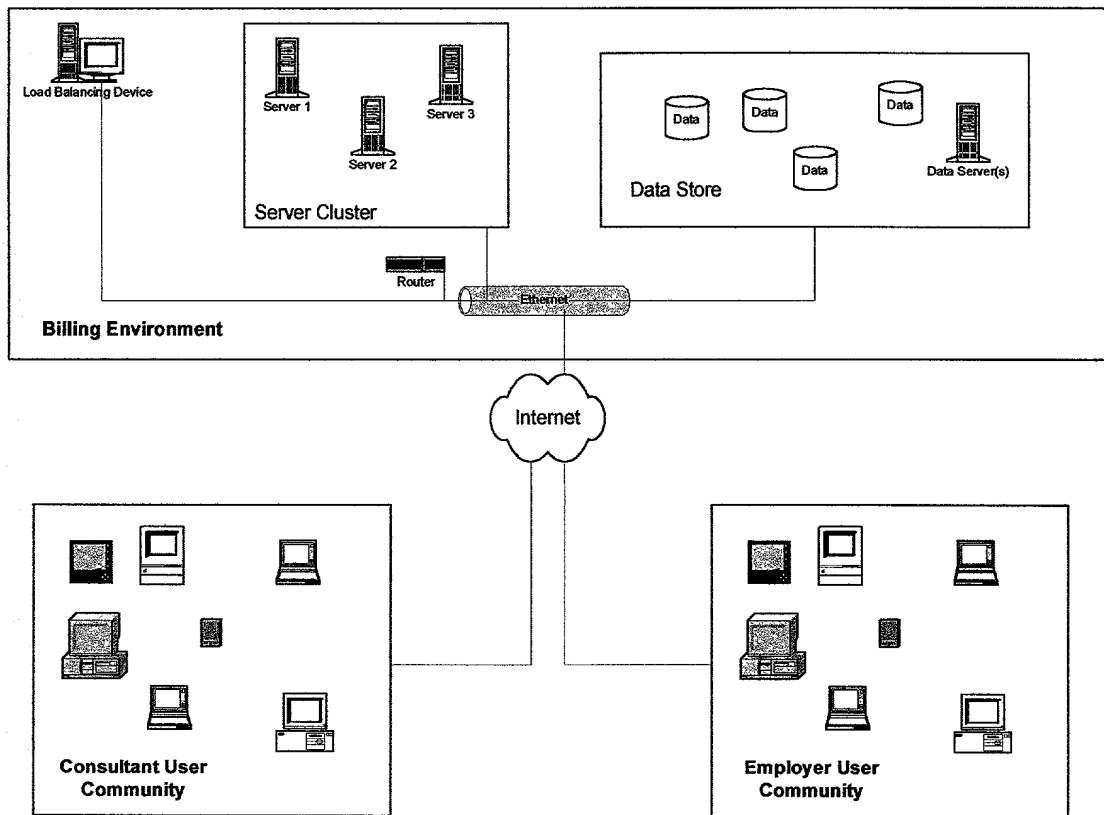 Load Balancing Device
Server 1
Server 2
Server 3
Server Cluster
Data
Data
Data
Data
Data Server(s)
Data Store
Router
Ethernet
Billing Environment
Internet
Consultant User
Community
Employer User
Community